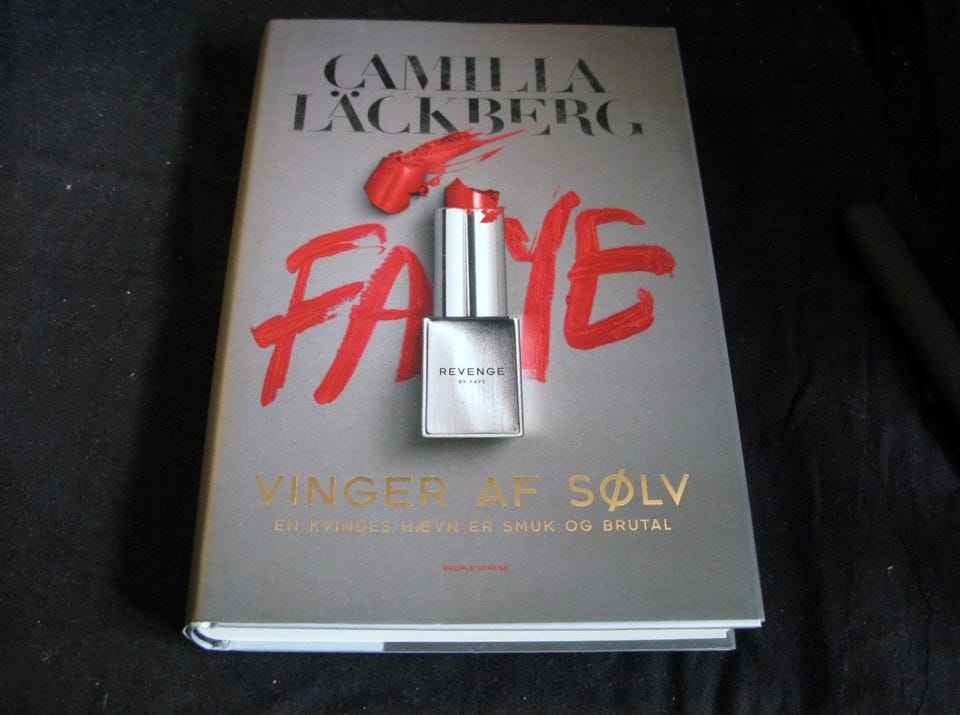 CAMILLA
LÄCKBERG
FAYE
REVENGE
BY FAYE
VINGER AF SØLV
EN KVINDES HÆVN ER SMUK OG BRUTAL
PEOPLE'SPRESS